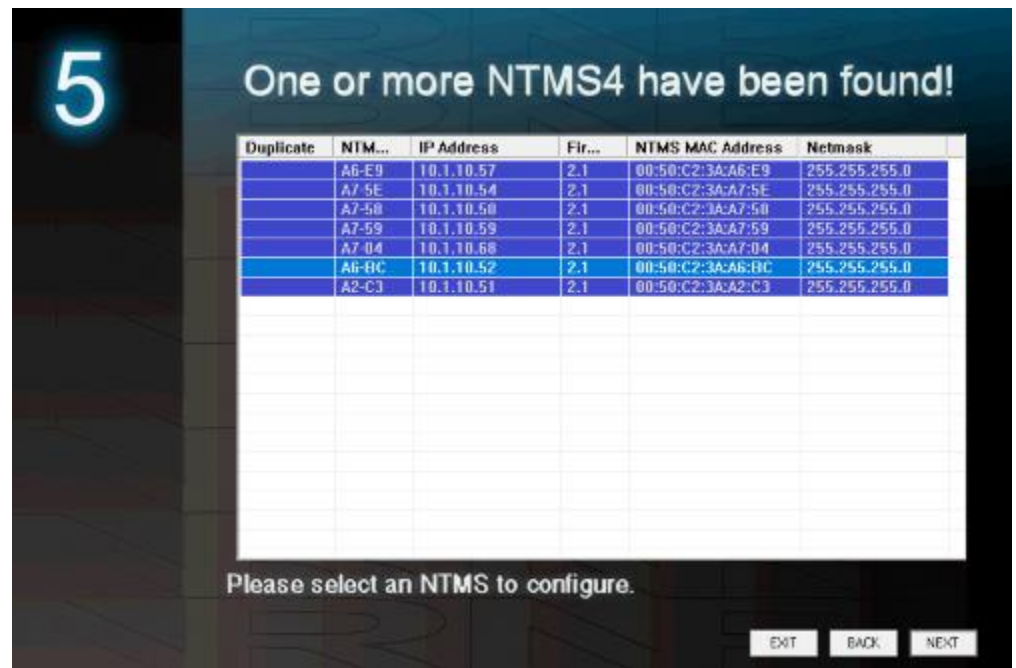 5
One or more NTMS4 have been found!
Duplicate NTM... IP Address Fir... NTMS MAC Address Netmask
A6-E9 10.1.10.57 2.1 00:50:C2:3A:A6:E9 255.255.255.0
A7-5E 10.1.10.54 2.1 00:50:C2:3A:A7:5E 255.255.255.0
A7-58 10.1.10.58 2.1 00:50:C2:3A:A7:58 255.255.255.0
A7-59 10.1.10.59 2.1 00:50:C2:3A:A7:59 255.255.255.0
A7-04 10.1.10.68 2.1 00:50:C2:3A:A7:04 255.255.255.0
A6-BC 10.1.10.52 2.1 00:50:C2:3A:A6:BC 255.255.255.0
A2-C3 10.1.10.51 2.1 00:50:C2:3A:A2:C3 255.255.255.0
Please select an NTMS to configure.
EXIT BACK NEXT